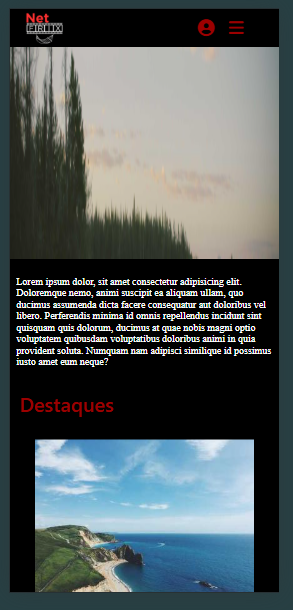 Net
Lorem ipsum dolor, sit amet consectetur adipisicing elit.
Doloremque nemo, animi suscipit ea aliquam ullam, quo
ducimus assumenda dicta facere consequatur aut doloribus vel
libero. Perferendis minima id omnis repellendus incidunt sint
quisquam quis dolorum, ducimus at quae nobis magni optio
voluptatem quibusdam voluptatibus doloribus animi in quia
provident soluta. Numquam nam adipisci similique id possimus
iusto amet eum neque?
Destaques